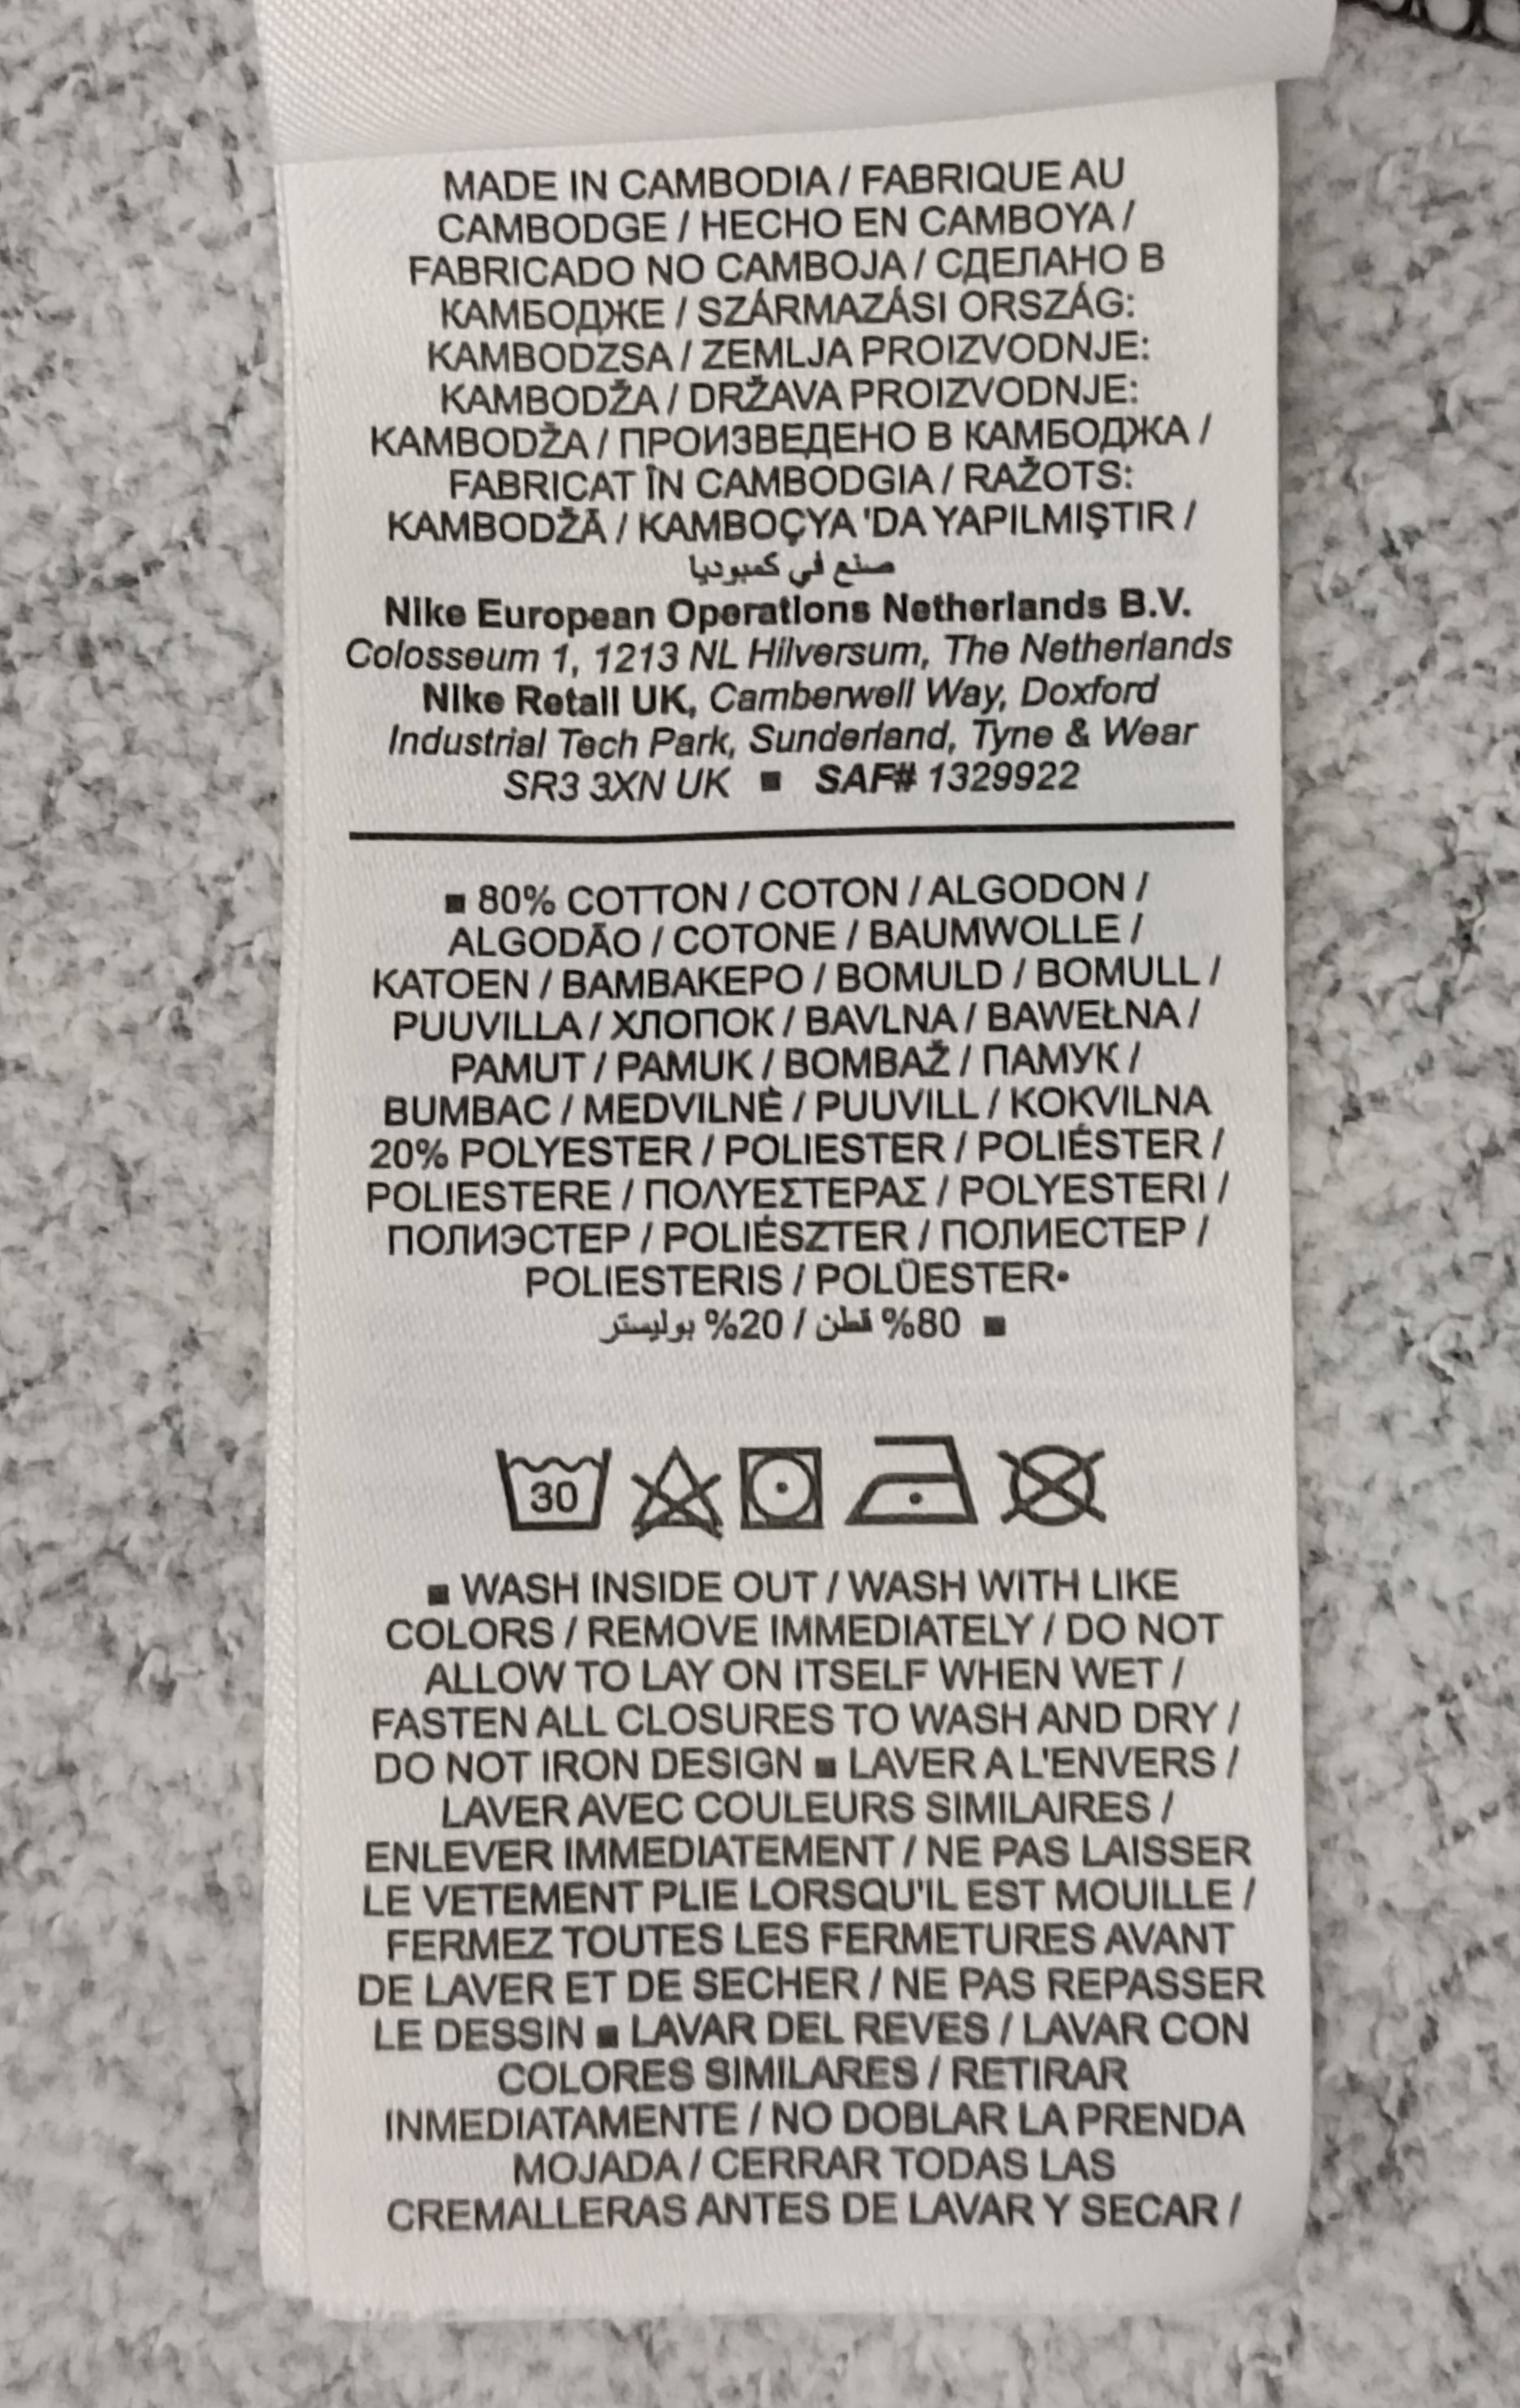 MADE IN CAMBODIA / FABRIQUE AU
CAMBODGE / HECHO EN CAMBOYA /
FABRICADO NO CAMBOJA / СДЕЛАНО В
КАМБОДЖЕ / SZÁRMAZÁSI ORSZÁG:
KAMBODZSA / ZEMLJA PROIZVODNJE:
KAMBODŽA / DRŽAVA PROIZVODNJE:
KAMBODŽA / ПРОИЗВЕДЕНО В КАМБОДЖА /
FABRICAT ÎN CAMBODGIA / RAŽOTS:
KAMBODŽĀ / KAMBOÇYA 'DA YAPILMIŞTIR /
صنع في كمبوديا
Nike European Operations Netherlands B.V.
Colosseum 1, 1213 NL Hilversum, The Netherlands
Nike Retail UK, Camberwell Way, Doxford
Industrial Tech Park, Sunderland, Tyne & Wear
SR3 3XN UK ■ SAF# 1329922
■ 80% COTTON / COTON / ALGODON /
ALGODÃO / COTONE / BAUMWOLLE /
KATOEN / ΒΑΜΒΑΚΕΡΟ / BOMULD / BOMULL /
PUUVILLA / ХЛОПОК / BAVLNA / BAWEŁNA /
PAMUT / PAMUK / BOMBAŽ / ПАМУК /
BUMBAC / MEDVILNĖ / PUUVILL / KOKVILNA
20% POLYESTER / POLIESTER / POLIÉSTER /
POLIESTERE / ΠΟΛΥΕΣΤΕΡΑΣ / POLYESTERI /
ПОЛИЭСТЕР / POLIÉSZTER / ПОЛИЕСТЕР /
POLIESTERIS / POLÜESTER•
■ 80% قطن / 20% بوليستر
30
■ WASH INSIDE OUT / WASH WITH LIKE
COLORS / REMOVE IMMEDIATELY / DO NOT
ALLOW TO LAY ON ITSELF WHEN WET /
FASTEN ALL CLOSURES TO WASH AND DRY /
DO NOT IRON DESIGN ■ LAVER A L'ENVERS /
LAVER AVEC COULEURS SIMILAIRES /
ENLEVER IMMEDIATEMENT / NE PAS LAISSER
LE VETEMENT PLIE LORSQU'IL EST MOUILLE /
FERMEZ TOUTES LES FERMETURES AVANT
DE LAVER ET DE SECHER / NE PAS REPASSER
LE DESSIN ■ LAVAR DEL REVES / LAVAR CON
COLORES SIMILARES / RETIRAR
INMEDIATAMENTE / NO DOBLAR LA PRENDA
MOJADA / CERRAR TODAS LAS
CREMALLERAS ANTES DE LAVAR Y SECAR /